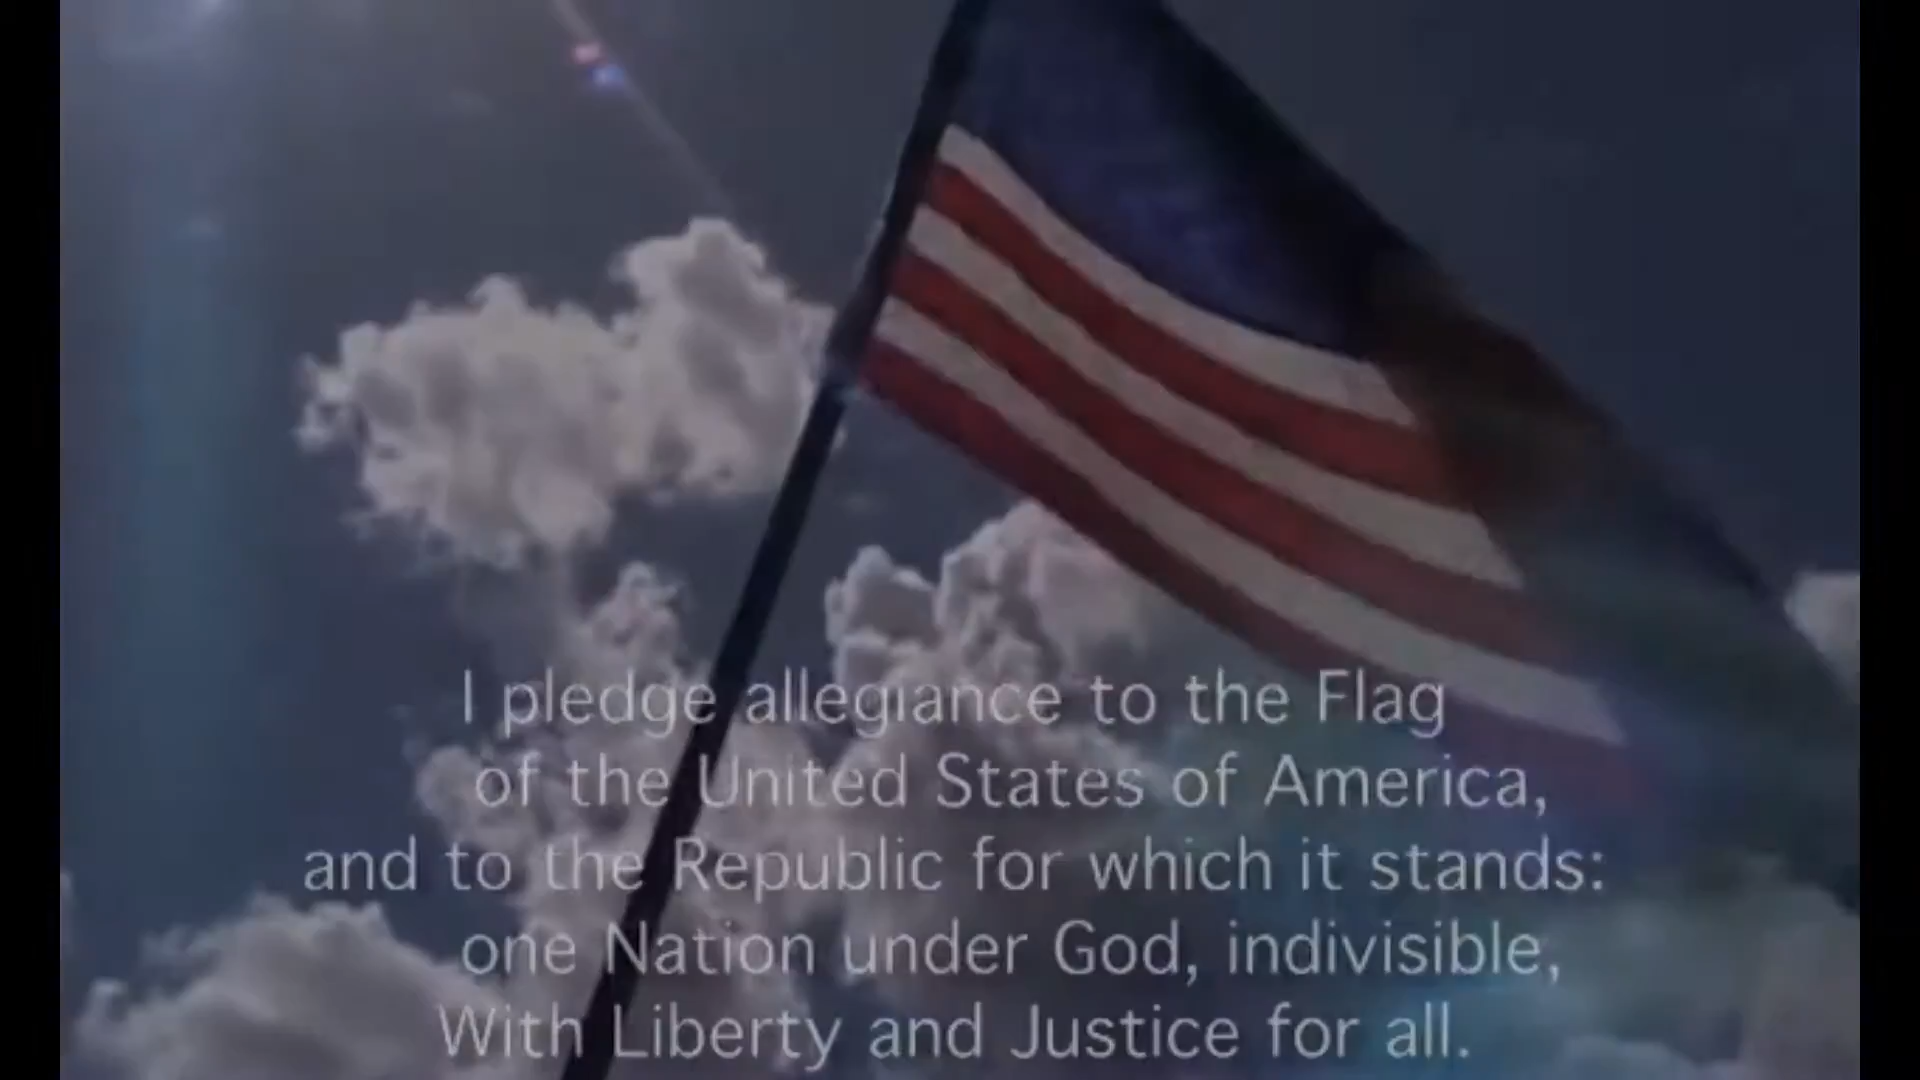 I pledge allegiance to the Flag
of the United States of America,
and to the Republic for which it stands:
one Nation under God, indivisible,
With Liberty and Justice for all.